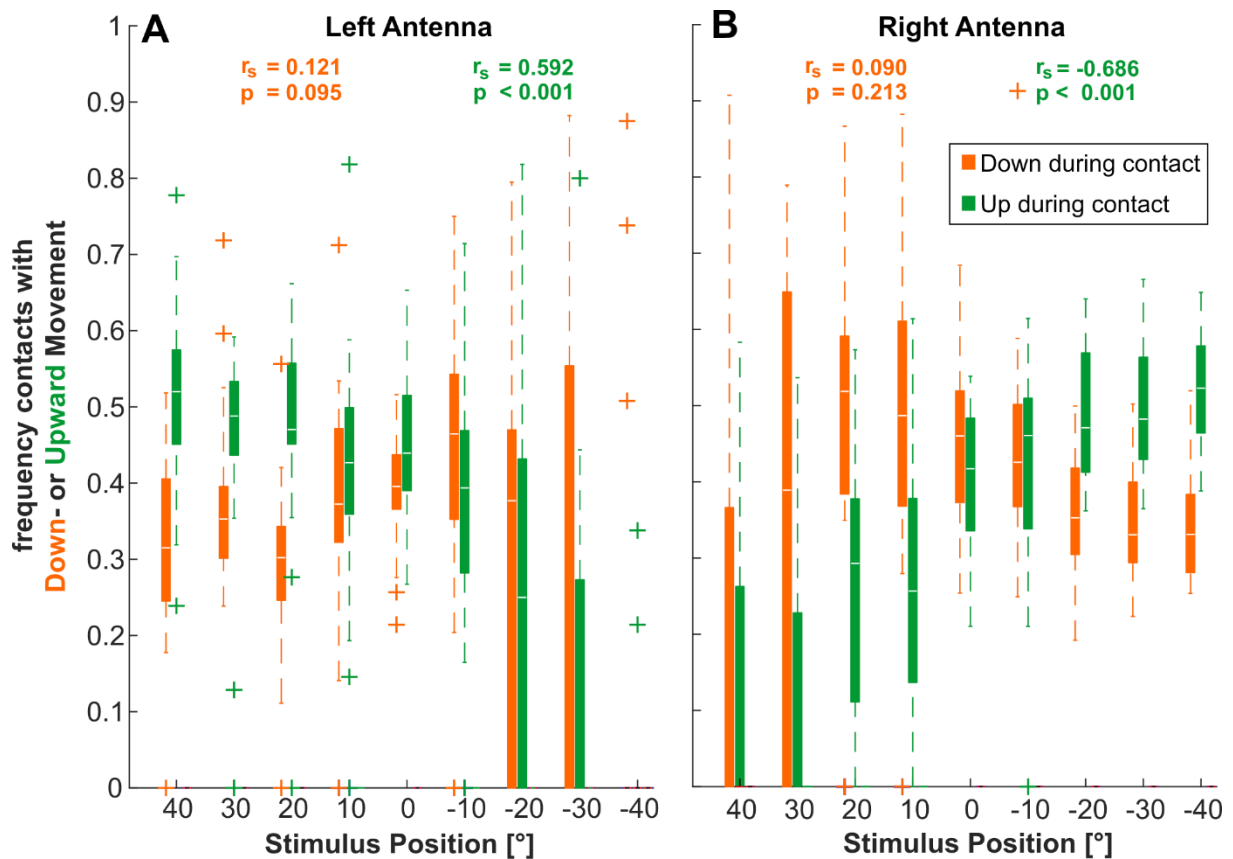 A
Left Antenna
B
Right Antenna
rs = 0.121
p = 0.095
rs = 0.592
p < 0.001
rs = 0.090
p = 0.213
rs = -0.686
p < 0.001
Down during contact
Up during contact
frequency contacts with
Down- or Upward Movement
1
0.9
0.8
0.7
0.6
0.5
0.4
0.3
0.2
0.1
0
40 30 20 10 0 -10 -20 -30 -40
Stimulus Position [°]
40 30 20 10 0 -10 -20 -30 -40
Stimulus Position [°]